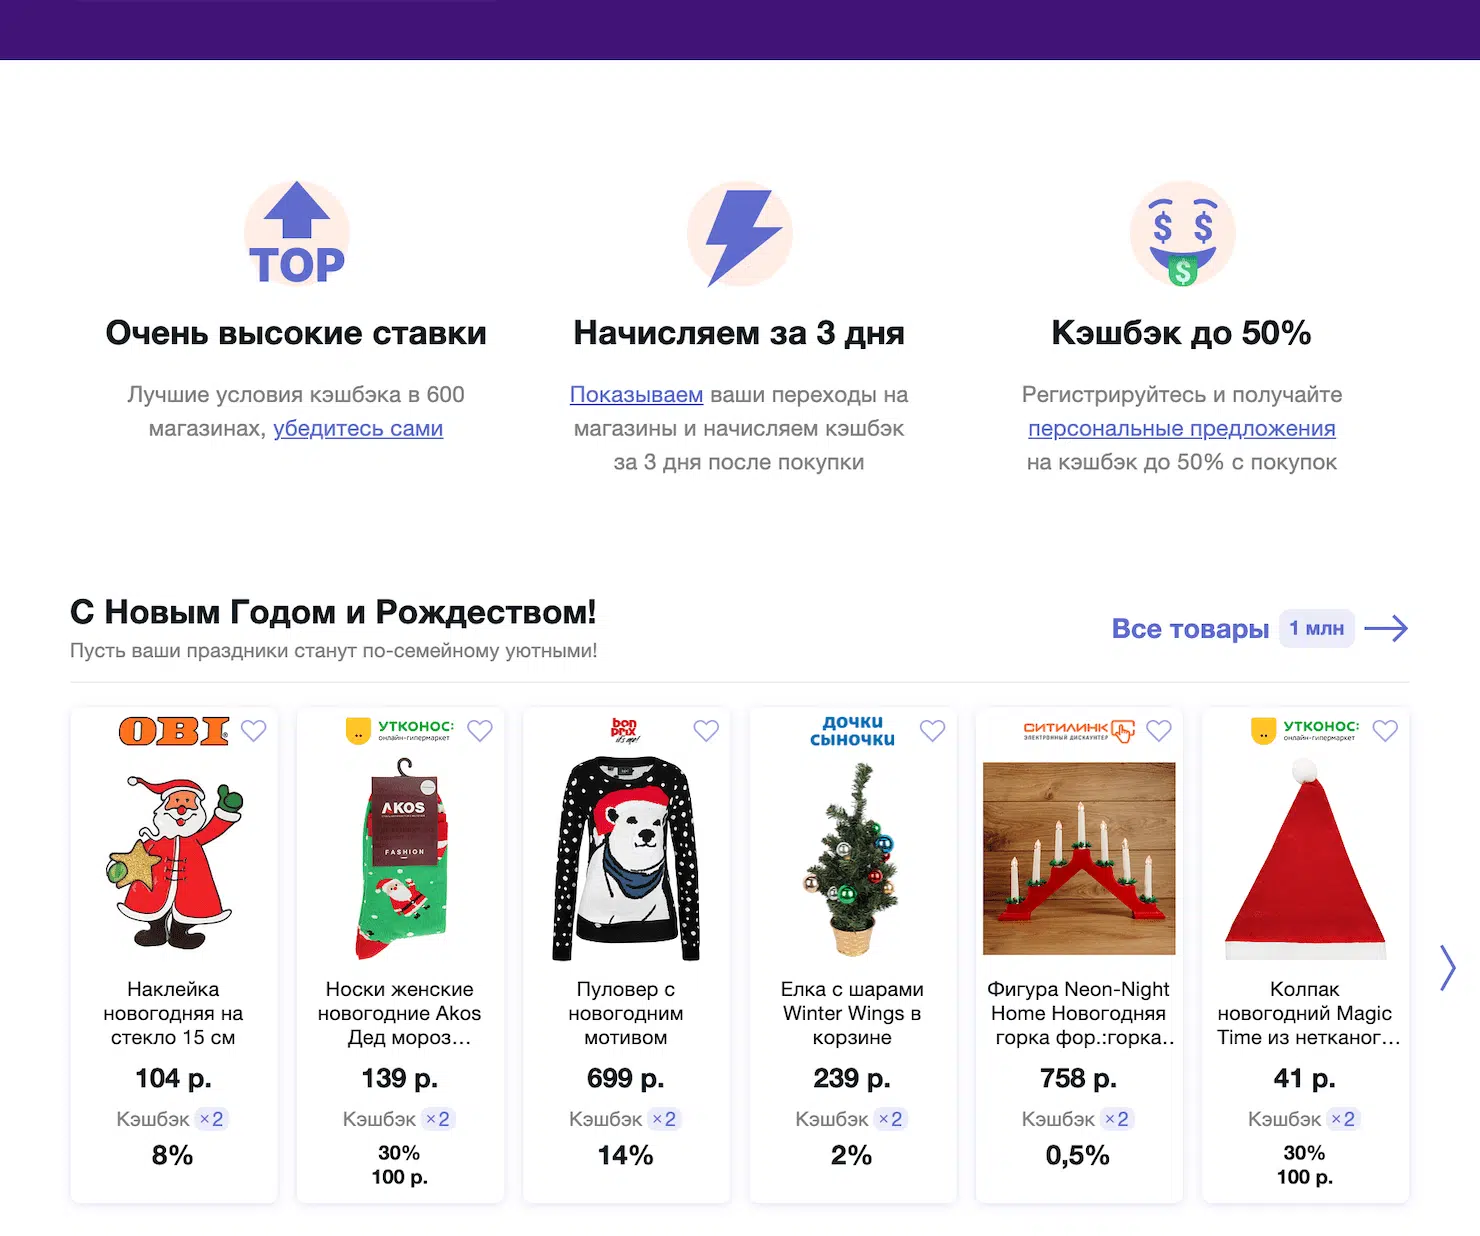 TOP
$ $
$
Очень высокие ставки
Лучшие условия кэшбэка в 600
магазинах, убедитесь сами
Начисляем за 3 дня
Показываем ваши переходы на
магазины и начисляем кэшбэк
за 3 дня после покупки
Кэшбэк до 50%
Регистрируйтесь и получайте
персональные предложения
на кэшбэк до 50% с покупок
С Новым Годом и Рождеством!
Пусть ваши праздники станут по-семейному уютными!
Все товары 1 млн
OBI
Наклейка
новогодняя на
стекло 15 см
104 р.
Кэшбэк ×2
8%
УТКОНОС:
онлайн-гипермаркет
AKOS
FASHION
Носки женские
новогодние Akos
Дед мороз...
139 р.
Кэшбэк ×2
30%
100 р.
bon
prix
it's me!
Пуловер с
новогодним
мотивом
699 р.
Кэшбэк ×2
14%
дочки
сыночки
Елка с шарами
Winter Wings в
корзине
239 р.
Кэшбэк ×2
2%
СИТИЛИНК
ЭЛЕКТРОННЫЙ ДИСКАУНТЕР
Фигура Neon-Night
Home Новогодняя
горка фор.:горка..
758 р.
Кэшбэк ×2
0,5%
УТКОНОС:
онлайн-гипермаркет
Колпак
новогодний Magic
Time из нетканог...
41 р.
Кэшбэк ×2
30%
100 р.